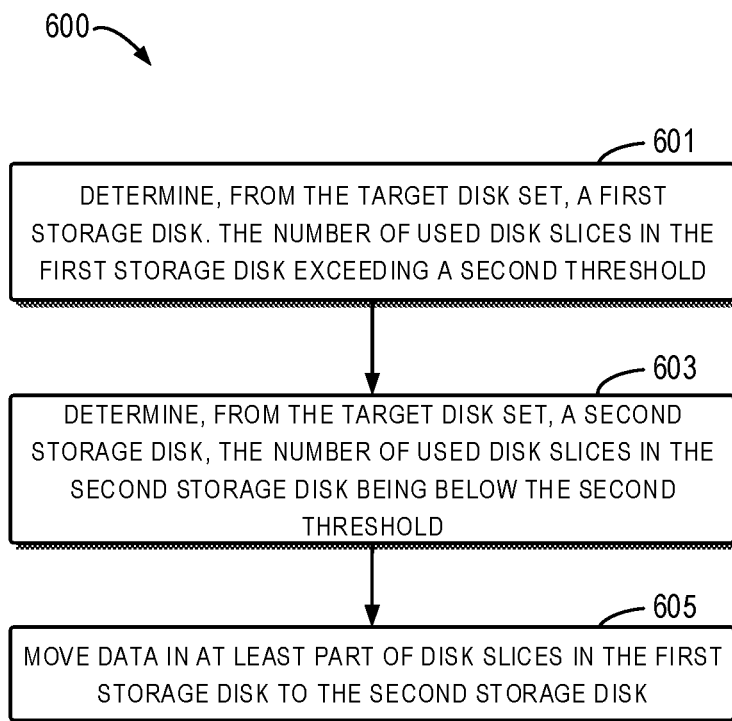 600
601
DETERMINE, FROM THE TARGET DISK SET, A FIRST
STORAGE DISK. THE NUMBER OF USED DISK SLICES IN THE
FIRST STORAGE DISK EXCEEDING A SECOND THRESHOLD
603
DETERMINE, FROM THE TARGET DISK SET, A SECOND
STORAGE DISK, THE NUMBER OF USED DISK SLICES IN THE
SECOND STORAGE DISK BEING BELOW THE SECOND
THRESHOLD
605
MOVE DATA IN AT LEAST PART OF DISK SLICES IN THE FIRST
STORAGE DISK TO THE SECOND STORAGE DISK